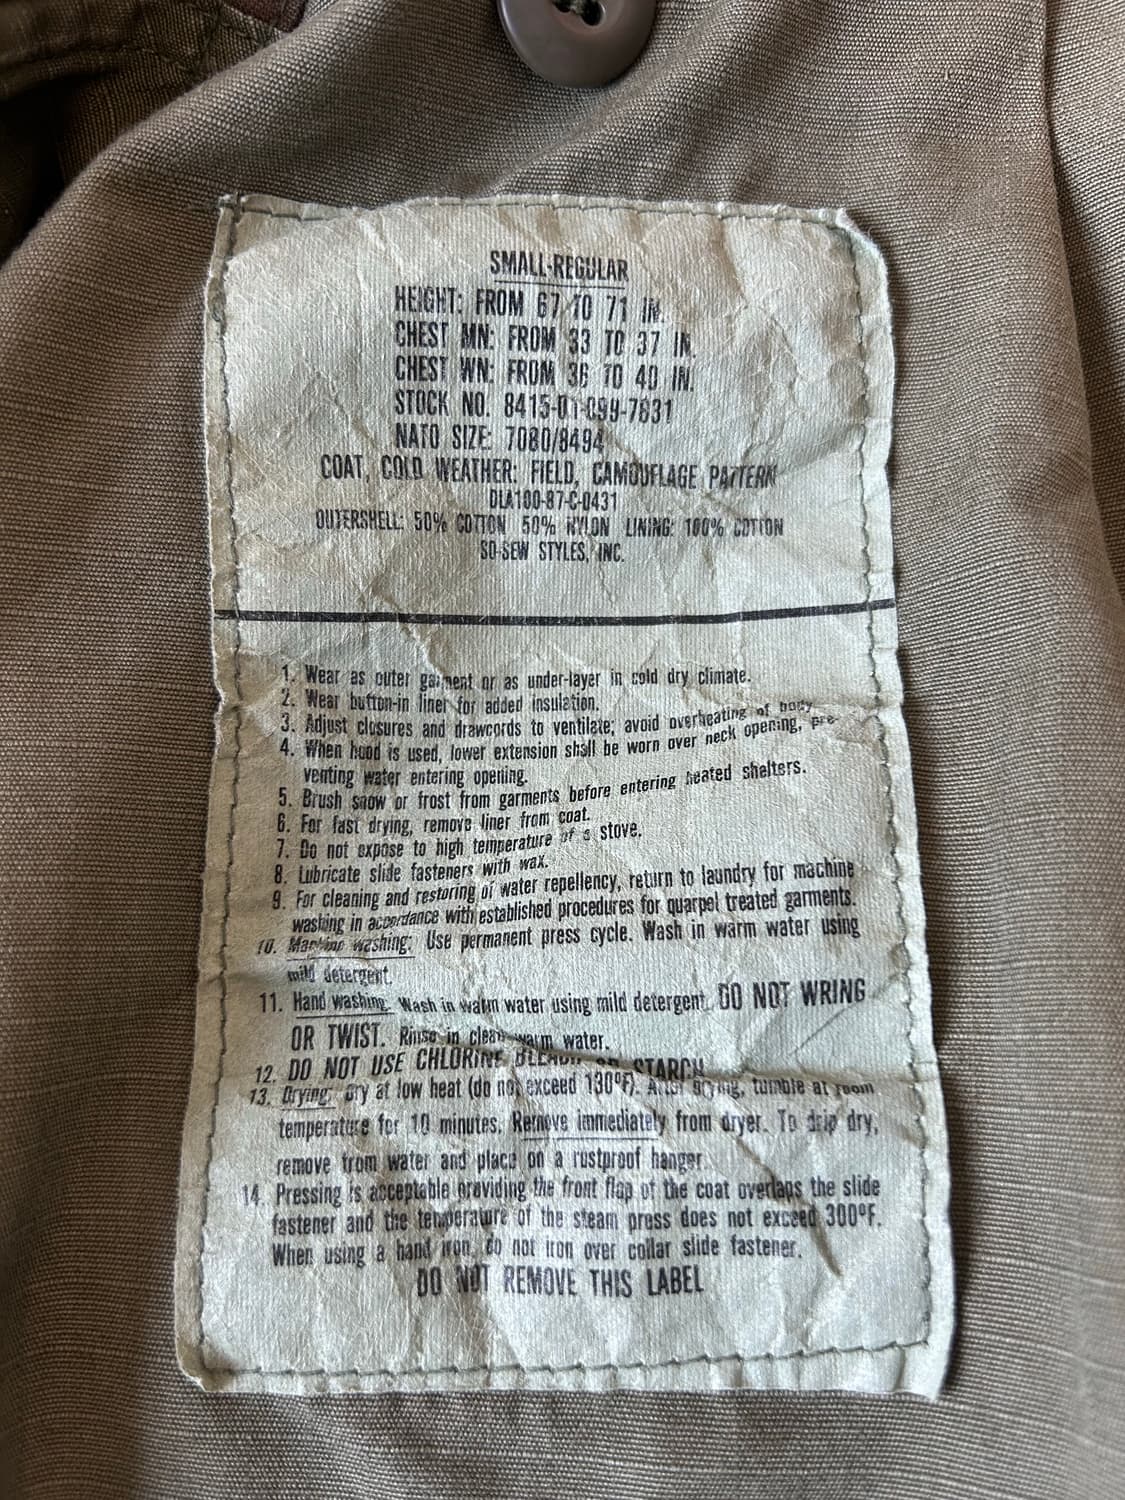 SMALL-REGULAR
HEIGHT: FROM 67 TO 71 IN.
CHEST MN: FROM 33 TO 37 IN.
CHEST WN: FROM 36 TO 40 IN.
STOCK NO. 8415-01-099-7831
NATO SIZE: 7080/8494
COAT, COLD WEATHER: FIELD, CAMOUFLAGE PATTERN
DLA100-87-C-0431
OUTERSHELL: 50% COTTON 50% NYLON LINING: 100% COTTON
SO-SEW STYLES, INC.
1. Wear as outer garment or as under-layer in cold dry climate.
2. Wear button-in liner for added insulation.
3. Adjust closures and drawcords to ventilate; avoid overheating of body
4. When hood is used, lower extension shall be worn over neck opening, pre-
venting water entering opening.
5. Brush snow or frost from garments before entering heated shelters.
6. For fast drying, remove liner from coat.
7. Do not expose to high temperature of a stove.
8. Lubricate slide fasteners with wax.
9. For cleaning and restoring of water repellency, return to laundry for machine
washing in accordance with established procedures for quarpel treated garments.
10. Machine washing: Use permanent press cycle. Wash in warm water using
mild detergent.
11. Hand washing: Wash in warm water using mild detergent. DO NOT WRING
OR TWIST. Rinse in clean warm water.
12. DO NOT USE CHLORINE BLEACH OR STARCH
13. Drying: Dry at low heat (do not exceed 130°F). After drying, tumble at room
temperature for 10 minutes. Remove immediately from dryer. To drip dry,
remove from water and place on a rustproof hanger.
14. Pressing is acceptable providing the front flap of the coat overlaps the slide
fastener and the temperature of the steam press does not exceed 300°F.
When using a hand iron, do not iron over collar slide fastener.
DO NOT REMOVE THIS LABEL